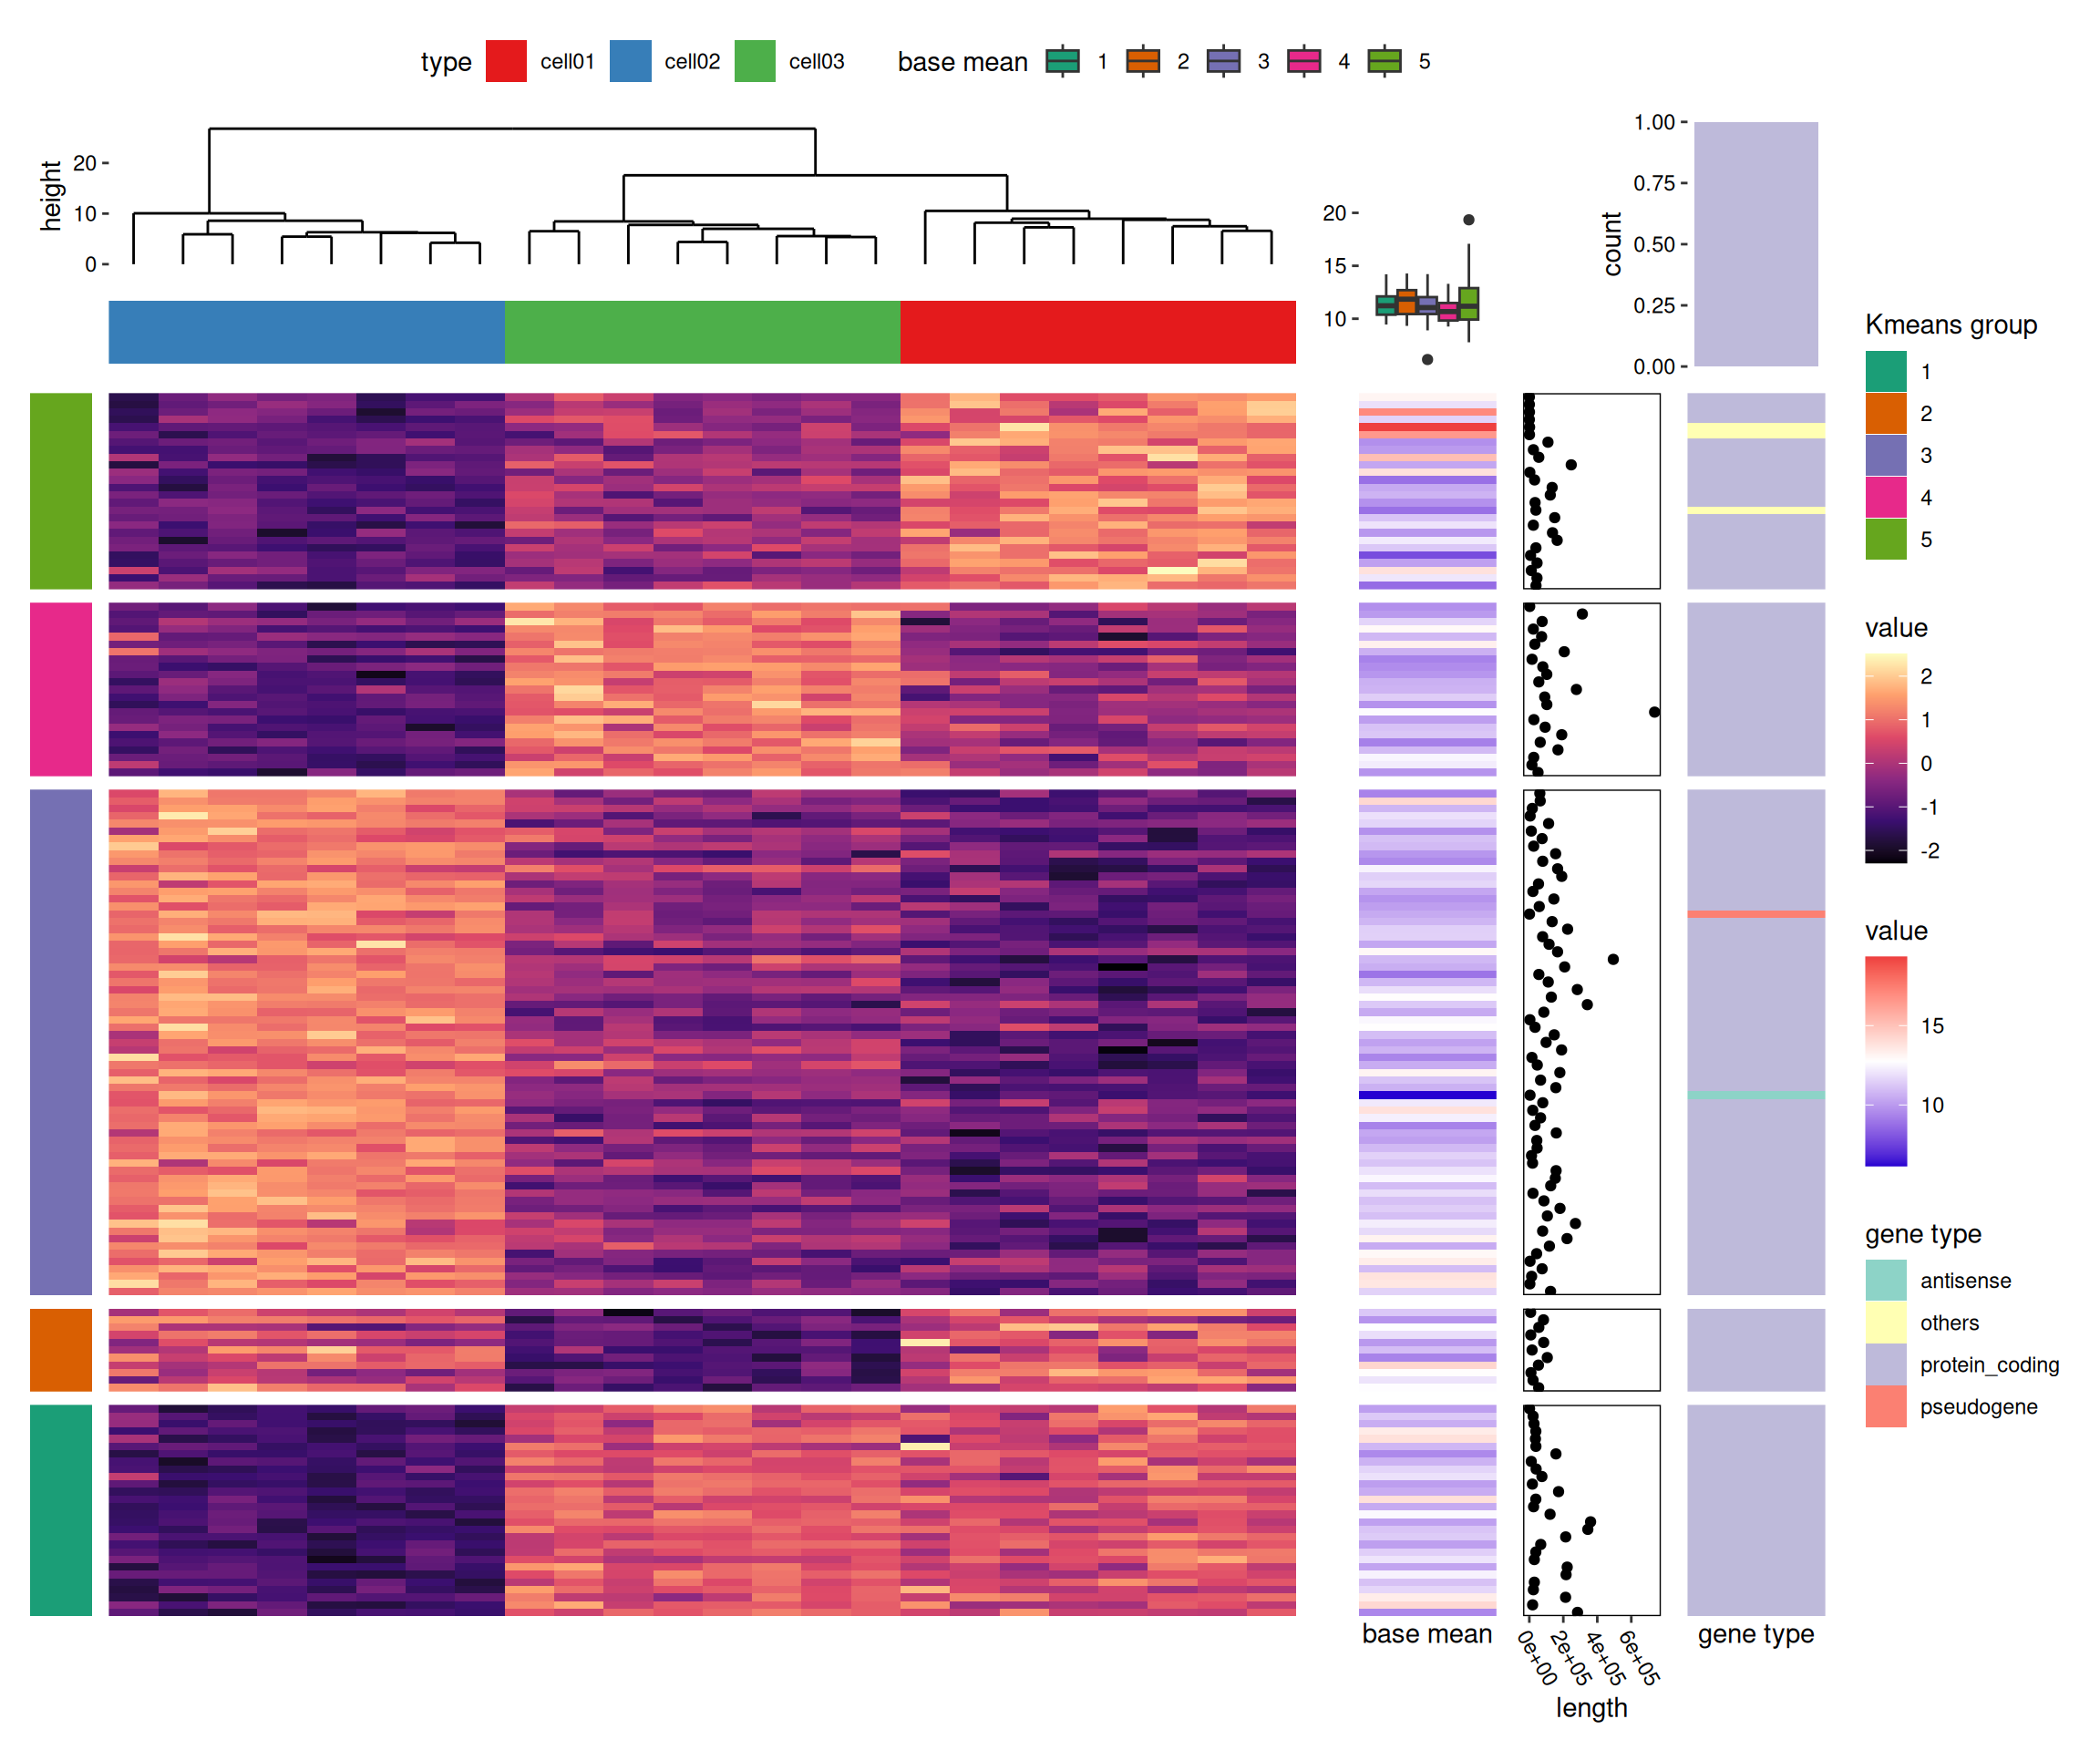 type cell01 cell02 cell03 base mean 1 2 3 4 5
height
20
10
0
20
15
10
count
1.00
0.75
0.50
0.25
0.00
Kmeans group
1
2
3
4
5
value
2
1
0
-1
-2
value
15
10
gene type
antisense
others
protein_coding
pseudogene
base mean
0e+00 2e+05 4e+05 6e+05
length
gene type